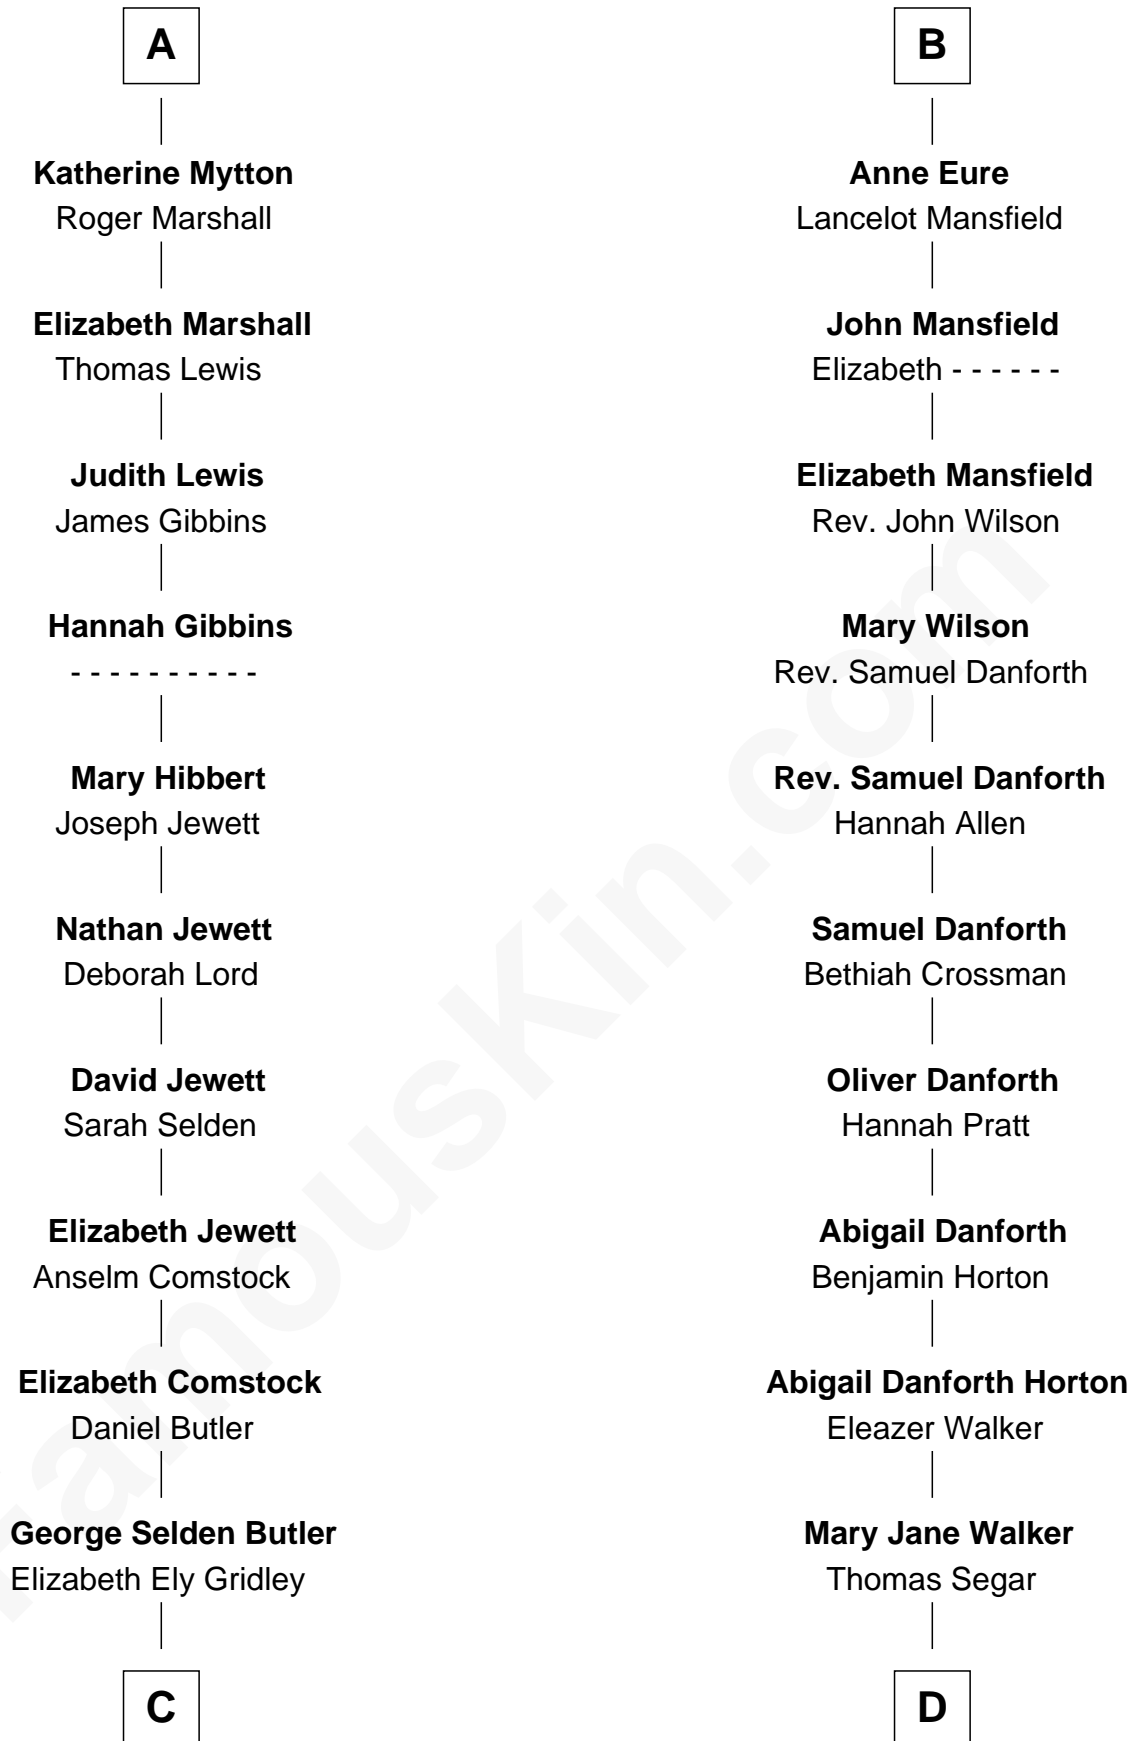 A
Katherine Mytton
Roger Marshall
Elizabeth Marshall
Thomas Lewis
Judith Lewis
James Gibbins
Hannah Gibbins
- - - - - - - - - -
Mary Hibbert
Joseph Jewett
Nathan Jewett
Deborah Lord
David Jewett
Sarah Selden
Elizabeth Jewett
Anselm Comstock
Elizabeth Comstock
Daniel Butler
George Selden Butler
Elizabeth Ely Gridley
C
B
Anne Eure
Lancelot Mansfield
John Mansfield
Elizabeth - - - - - -
Elizabeth Mansfield
Rev. John Wilson
Mary Wilson
Rev. Samuel Danforth
Rev. Samuel Danforth
Hannah Allen
Samuel Danforth
Bethiah Crossman
Oliver Danforth
Hannah Pratt
Abigail Danforth
Benjamin Horton
Abigail Danforth Horton
Eleazer Walker
Mary Jane Walker
Thomas Segar
D
FamousKin.com